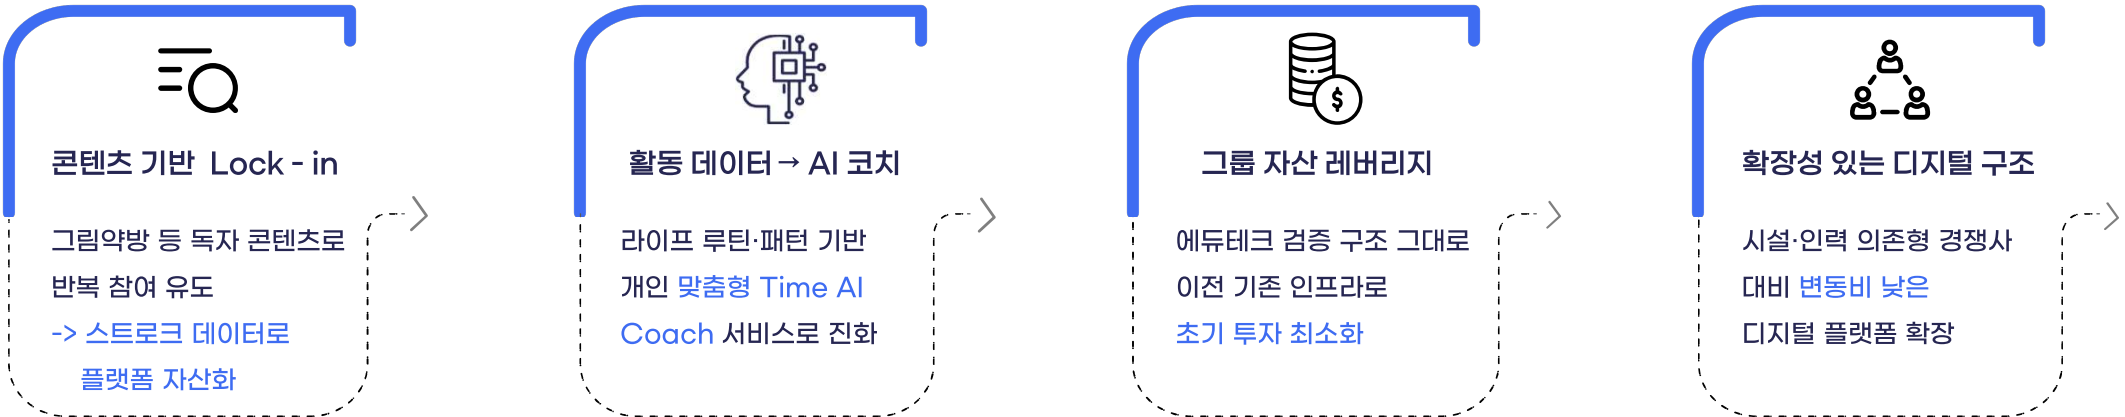 콘텐츠 기반 Lock - in
그림약방 등 독자 콘텐츠로
반복 참여 유도
-> 스트로크 데이터로
플랫폼 자산화
활동 데이터→ AI 코치
라이프 루틴·패턴 기반
개인 맞춤형 Time AI
Coach 서비스로 진화
$
그룹 자산 레버리지
에듀테크 검증 구조 그대로
이전 기존 인프라로
초기 투자 최소화
확장성 있는 디지털 구조
시설·인력 의존형 경쟁사
대비 변동비 낮은
디지털 플랫폼 확장